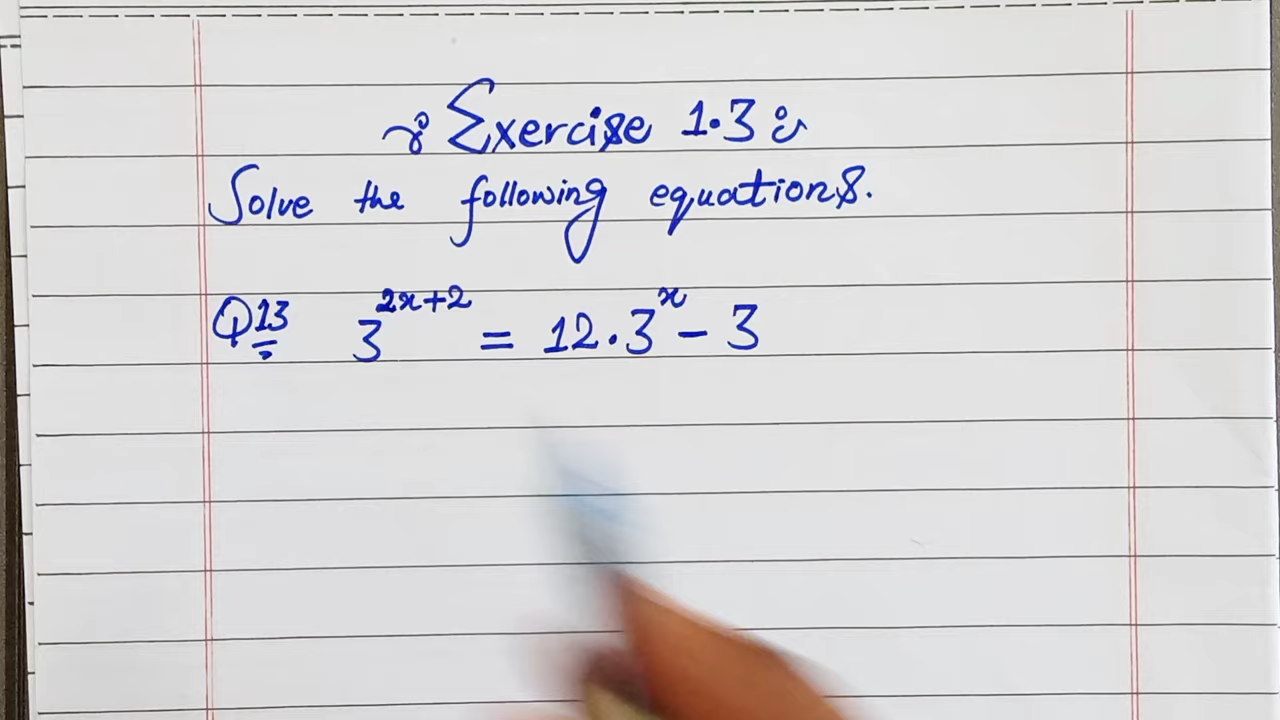 Exercise 1.3
Solve the following equations.
Q13 3^{2x+2} = 12.3^{x} - 3